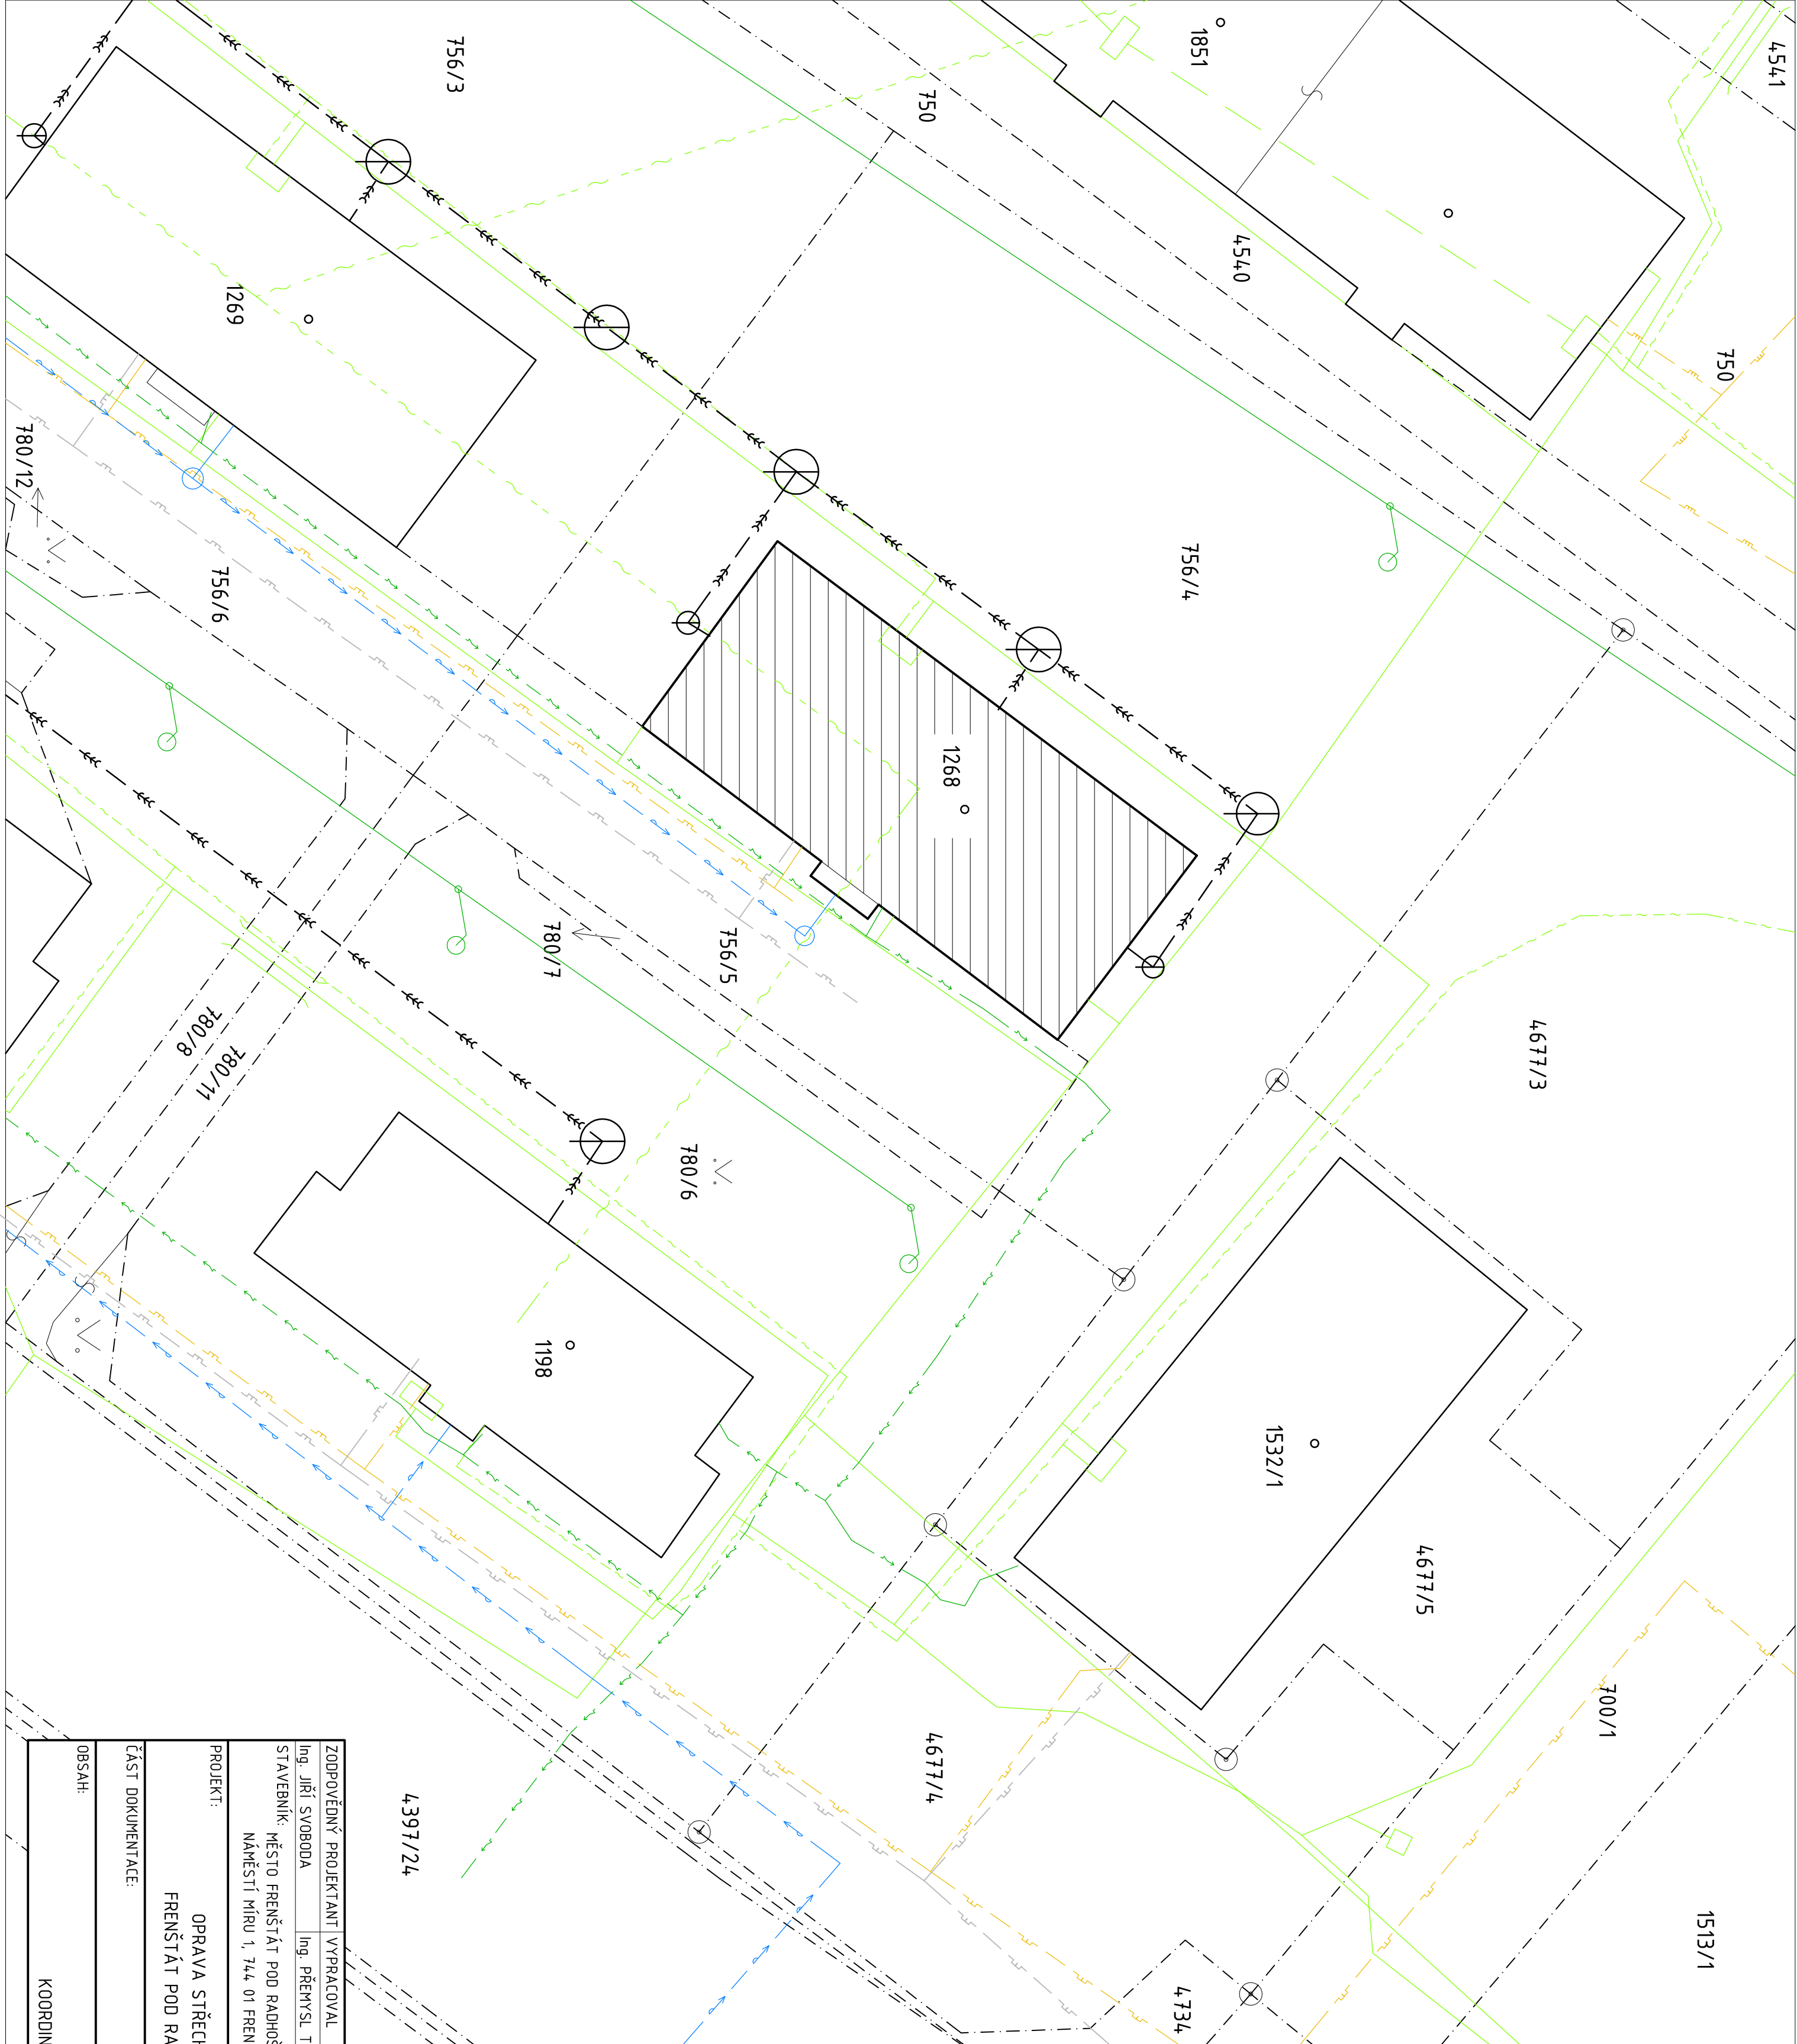 4541
1851
756/3
750
4540
750
1269
780/12
756/4
756/6
1268
756/5
780/7
4677/3
780/8
780/11
780/6
1198
1532/1
4677/5
700/1
4677/4
4397/24
1513/1
4734
ZODPOVĚDNÝ PROJEKTANT VYPRACOVAL
Ing. JIŘÍ SVOBODA Ing. PŘEMYSL T
STAVEBNÍK: MĚSTO FRENŠTÁT POD RADHOŠ
NÁMĚSTÍ MÍRU 1, 744 01 FREN
PROJEKT:
OPRAVA STŘECH
FRENŠTÁT POD RA
ČÁST DOKUMENTACE:
OBSAH:
KOORDIN